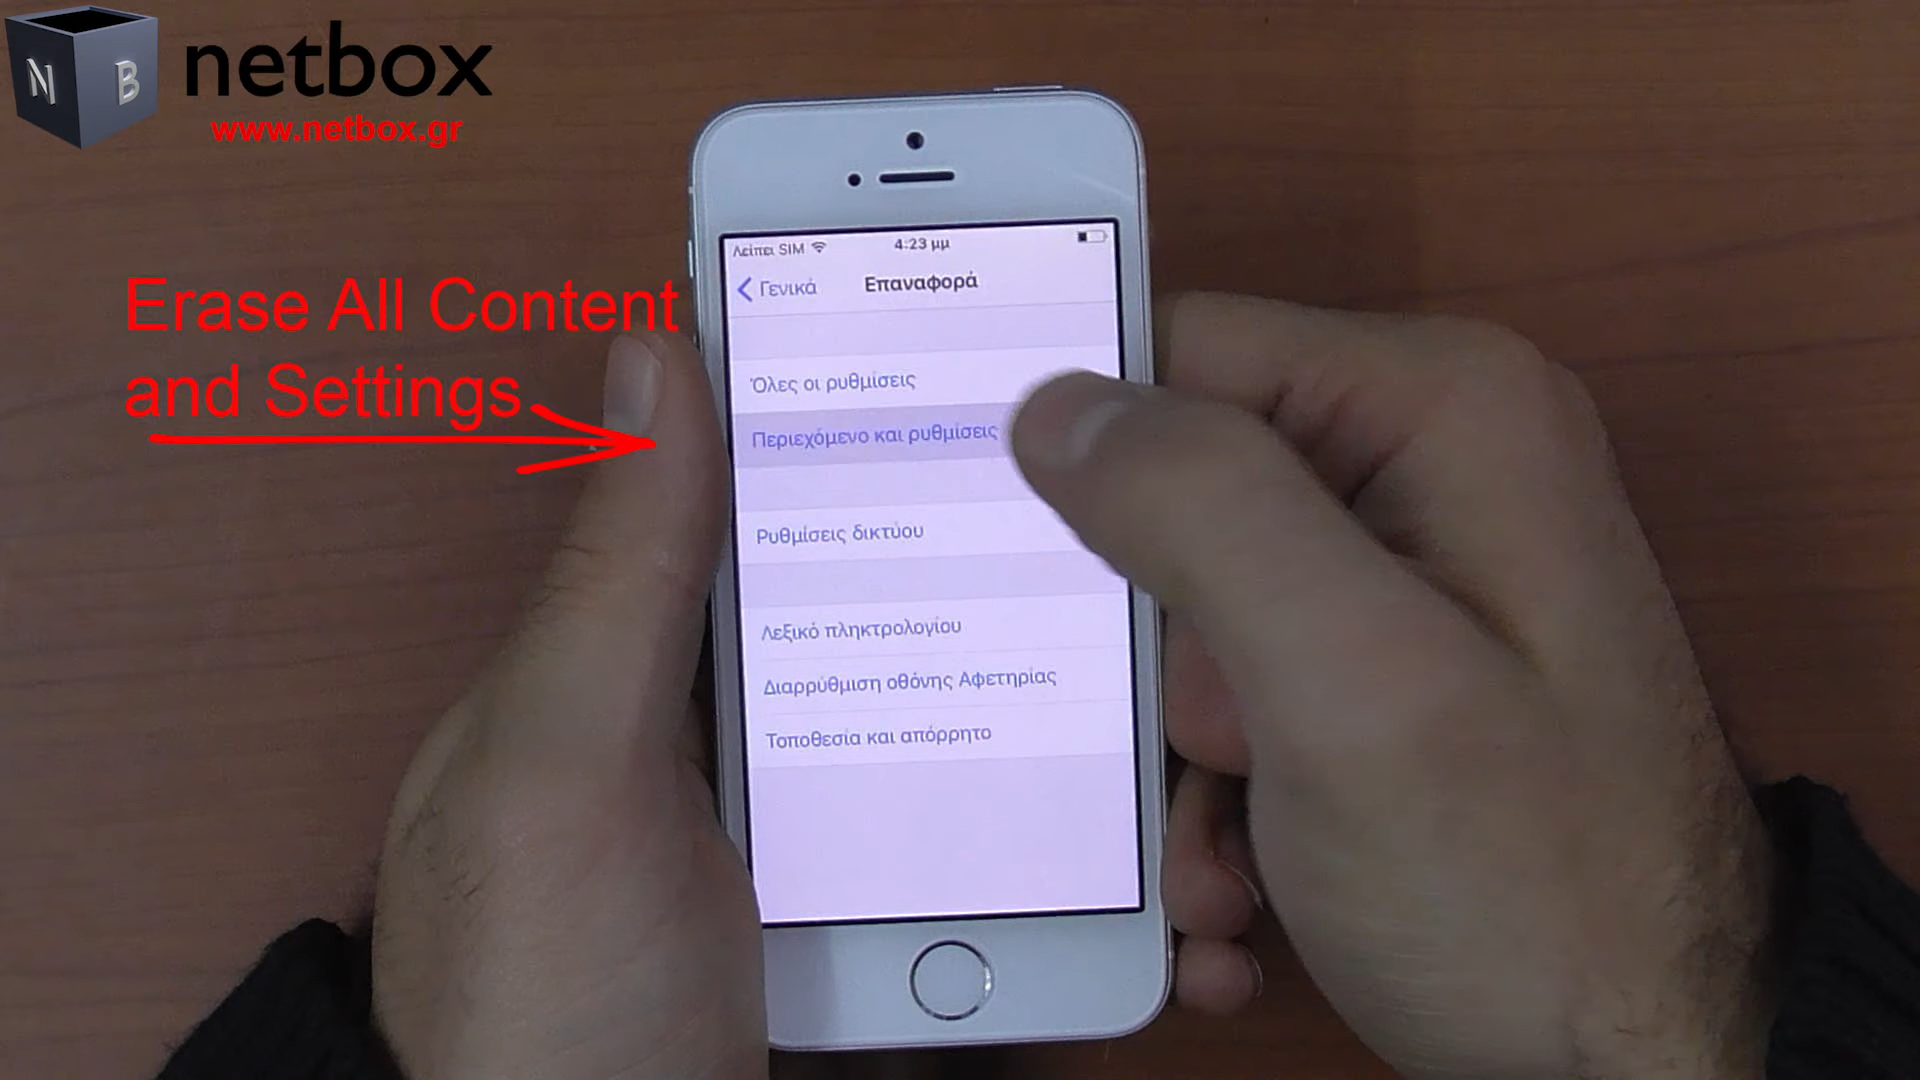 N B
netbox
www.netbox.gr
Erase All Content
and Settings
Λείπει SIM 4:23 μμ
Γενικά Επαναφορά
Όλες οι ρυθμίσεις
Περιεχόμενο και ρυθμίσεις
Ρυθμίσεις δικτύου
Λεξικό πληκτρολογίου
Διαρρύθμιση οθόνης Αφετηρίας
Τοποθεσία και απόρρητο